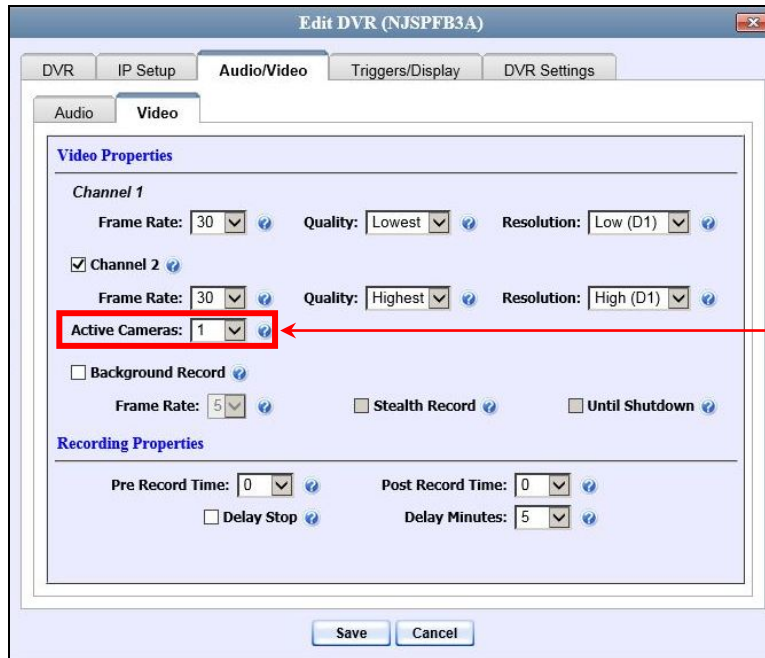 Edit DVR (NJSPFB3A)
DVR IP Setup Audio/Video Triggers/Display DVR Settings
Audio Video
Video Properties
Channel 1
Frame Rate: 30 Quality: Lowest Resolution: Low (D1)
Channel 2
Frame Rate: 30 Quality: Highest Resolution: High (D1)
Active Cameras: 1
Background Record
Frame Rate: 5 Stealth Record Until Shutdown
Recording Properties
Pre Record Time: 0 Post Record Time: 0
Delay Stop Delay Minutes: 5
Save Cancel